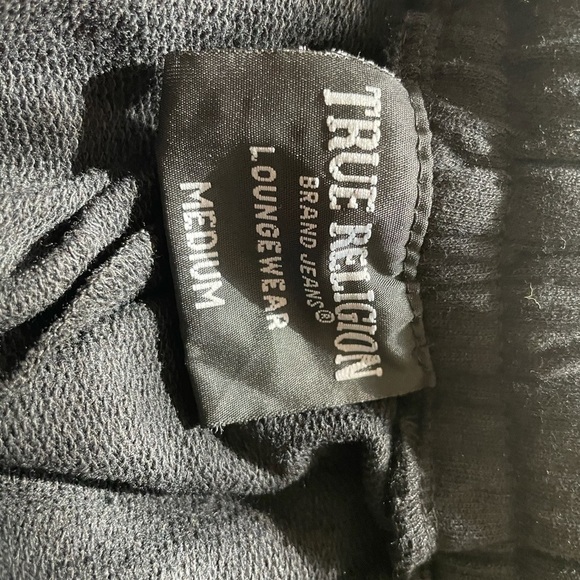 TRUE RELIGION
BRAND JEANS®
LOUNGEWEAR
MEDIUM